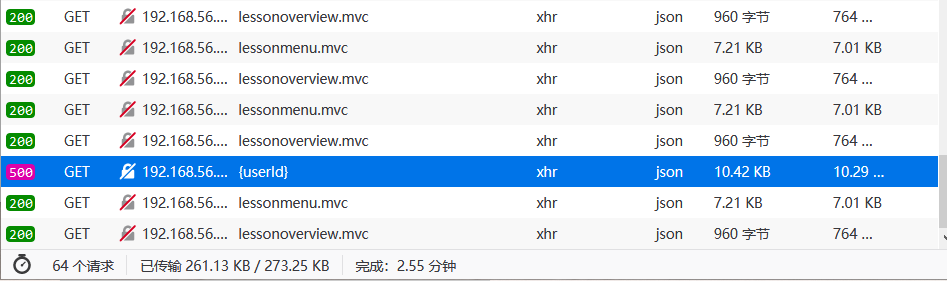 200 GET 192.168.56.... lessonoverview.mvc xhr json 960 字节 764 ...
200 GET 192.168.56.... lessonmenu.mvc xhr json 7.21 KB 7.01 KB
200 GET 192.168.56.... lessonoverview.mvc xhr json 960 字节 764 ...
200 GET 192.168.56.... lessonmenu.mvc xhr json 7.21 KB 7.01 KB
200 GET 192.168.56.... lessonoverview.mvc xhr json 960 字节 764 ...
500 GET 192.168.56.... {userId} xhr json 10.42 KB 10.29 ...
200 GET 192.168.56.... lessonmenu.mvc xhr json 7.21 KB 7.01 KB
200 GET 192.168.56.... lessonoverview.mvc xhr json 960 字节 764 ...
64 个请求 已传输 261.13 KB / 273.25 KB 完成：2.55 分钟